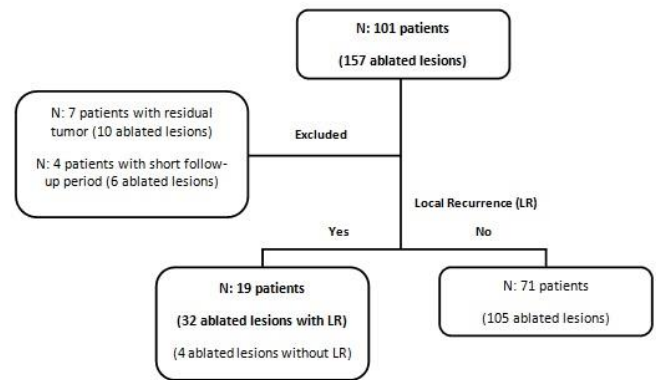 N: 101 patients
(157 ablated lesions)
N: 7 patients with residual
tumor (10 ablated lesions)
N: 4 patients with short follow-
up period (6 ablated lesions)
Excluded
Local Recurrence (LR)
Yes
No
N: 19 patients
(32 ablated lesions with LR)
(4 ablated lesions without LR)
N: 71 patients
(105 ablated lesions)